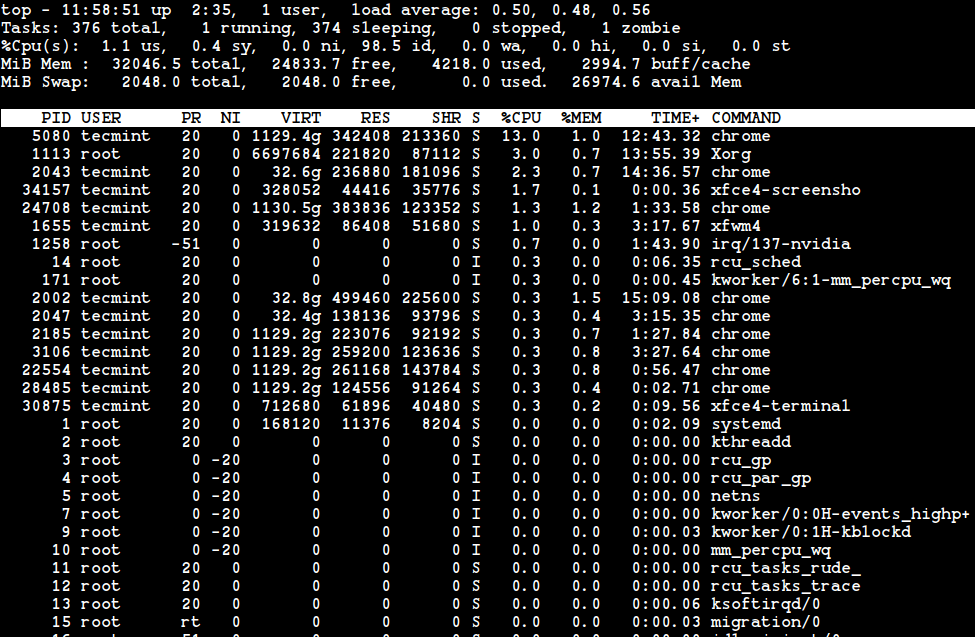 top - 11:58:51 up  2:35,  1 user,  load average: 0.50, 0.48, 0.56
Tasks: 376 total,   1 running, 374 sleeping,   0 stopped,   1 zombie
%Cpu(s):  1.1 us,  0.4 sy,  0.0 ni, 98.5 id,  0.0 wa,  0.0 hi,  0.0 si,  0.0 st
MiB Mem :  32046.5 total,  24833.7 free,   4218.0 used,   2994.7 buff/cache
MiB Swap:   2048.0 total,   2048.0 free,      0.0 used.  26974.6 avail Mem
PID USER      PR  NI    VIRT    RES    SHR S  %CPU  %MEM     TIME+ COMMAND
5080 tecmint   20   0 1129.4g 342408 213360 S  13.0   1.0  12:43.32 chrome
1113 root      20   0 6697684 221820  87112 S   3.0   0.7  13:55.39 Xorg
2043 tecmint   20   0   32.6g 236880 181096 S   2.3   0.7  14:36.57 chrome
34157 tecmint   20   0  328052  44416  35776 S   1.7   0.1   0:00.36 xfce4-screensho
24708 tecmint   20   0 1130.5g 383836 123352 S   1.3   1.2   1:33.58 chrome
1655 tecmint   20   0  319632  86408  51680 S   1.0   0.3   3:17.67 xfwm4
1258 root     -51   0       0      0      0 S   0.7   0.0   1:43.90 irq/137-nvidia
14 root      20   0       0      0      0 I   0.3   0.0   0:06.35 rcu_sched
171 root      20   0       0      0      0 I   0.3   0.0   0:00.45 kworker/6:1-mm_percpu_wq
2002 tecmint   20   0   32.8g 499460 225600 S   0.3   1.5  15:09.08 chrome
2047 tecmint   20   0   32.4g 138136  93796 S   0.3   0.4   3:15.35 chrome
2185 tecmint   20   0 1129.2g 223076  92192 S   0.3   0.7   1:27.84 chrome
3106 tecmint   20   0 1129.2g 259200 123636 S   0.3   0.8   3:27.64 chrome
22554 tecmint   20   0 1129.2g 261168 143784 S   0.3   0.8   0:56.47 chrome
28485 tecmint   20   0 1129.2g 124556  91264 S   0.3   0.4   0:02.71 chrome
30875 tecmint   20   0  712680  61896  40480 S   0.3   0.2   0:09.56 xfce4-terminal
1 root      20   0  168120  11376   8204 S   0.0   0.0   0:02.09 systemd
2 root      20   0       0      0      0 S   0.0   0.0   0:00.00 kthreadd
3 root       0 -20       0      0      0 I   0.0   0.0   0:00.00 rcu_gp
4 root       0 -20       0      0      0 I   0.0   0.0   0:00.00 rcu_par_gp
5 root       0 -20       0      0      0 I   0.0   0.0   0:00.00 netns
7 root       0 -20       0      0      0 I   0.0   0.0   0:00.00 kworker/0:0H-events_highp+
9 root       0 -20       0      0      0 I   0.0   0.0   0:00.03 kworker/0:1H-kblockd
10 root       0 -20       0      0      0 I   0.0   0.0   0:00.00 mm_percpu_wq
11 root      20   0       0      0      0 S   0.0   0.0   0:00.00 rcu_tasks_rude_
12 root      20   0       0      0      0 S   0.0   0.0   0:00.00 rcu_tasks_trace
13 root      20   0       0      0      0 S   0.0   0.0   0:00.06 ksoftirqd/0
15 root      rt   0       0      0      0 S   0.0   0.0   0:00.03 migration/0